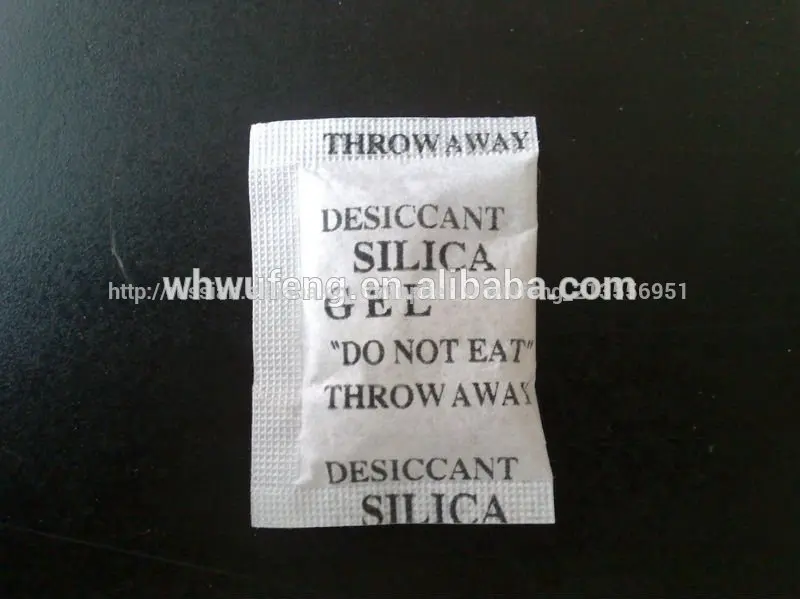 THROW AWAY
DESICCANT
SILICA
whwufeng.en.alibaba.com
GEL
"DO NOT EAT"
THROW AWAY
DESICCANT
SILICA